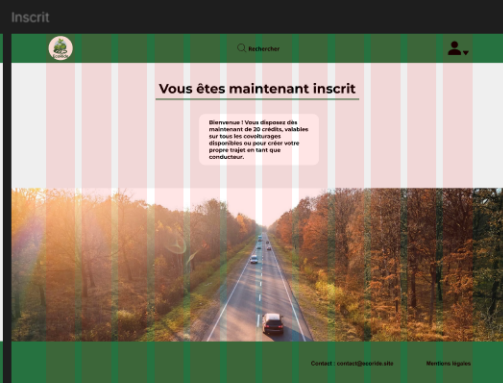 Inscrit
Ecoride
Rechercher
Vous êtes maintenant inscrit
Bienvenue ! Vous disposez dès
maintenant de 20 crédits, valables
sur tous les covoiturages
disponibles ou pour créer votre
propre trajet en tant que
conducteur.
Contact : contact@ecoride.site
Mentions légales